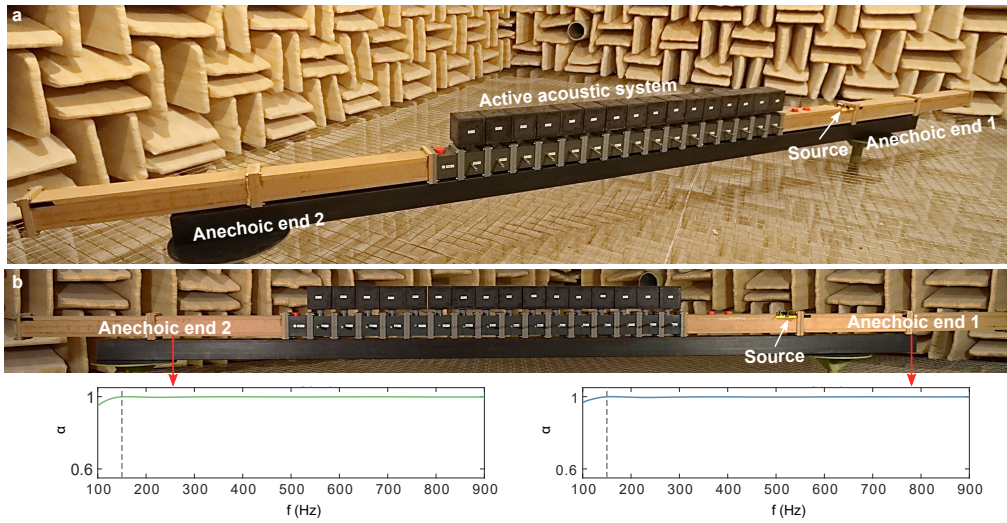 a
Active acoustic system
Source
Anechoic end 1
Anechoic end 2
b
Anechoic end 2
Anechoic end 1
Source
1
0.6
α
100 200 300 400 500 600 700 800 900
f (Hz)
1
0.6
α
100 200 300 400 500 600 700 800 900
f (Hz)